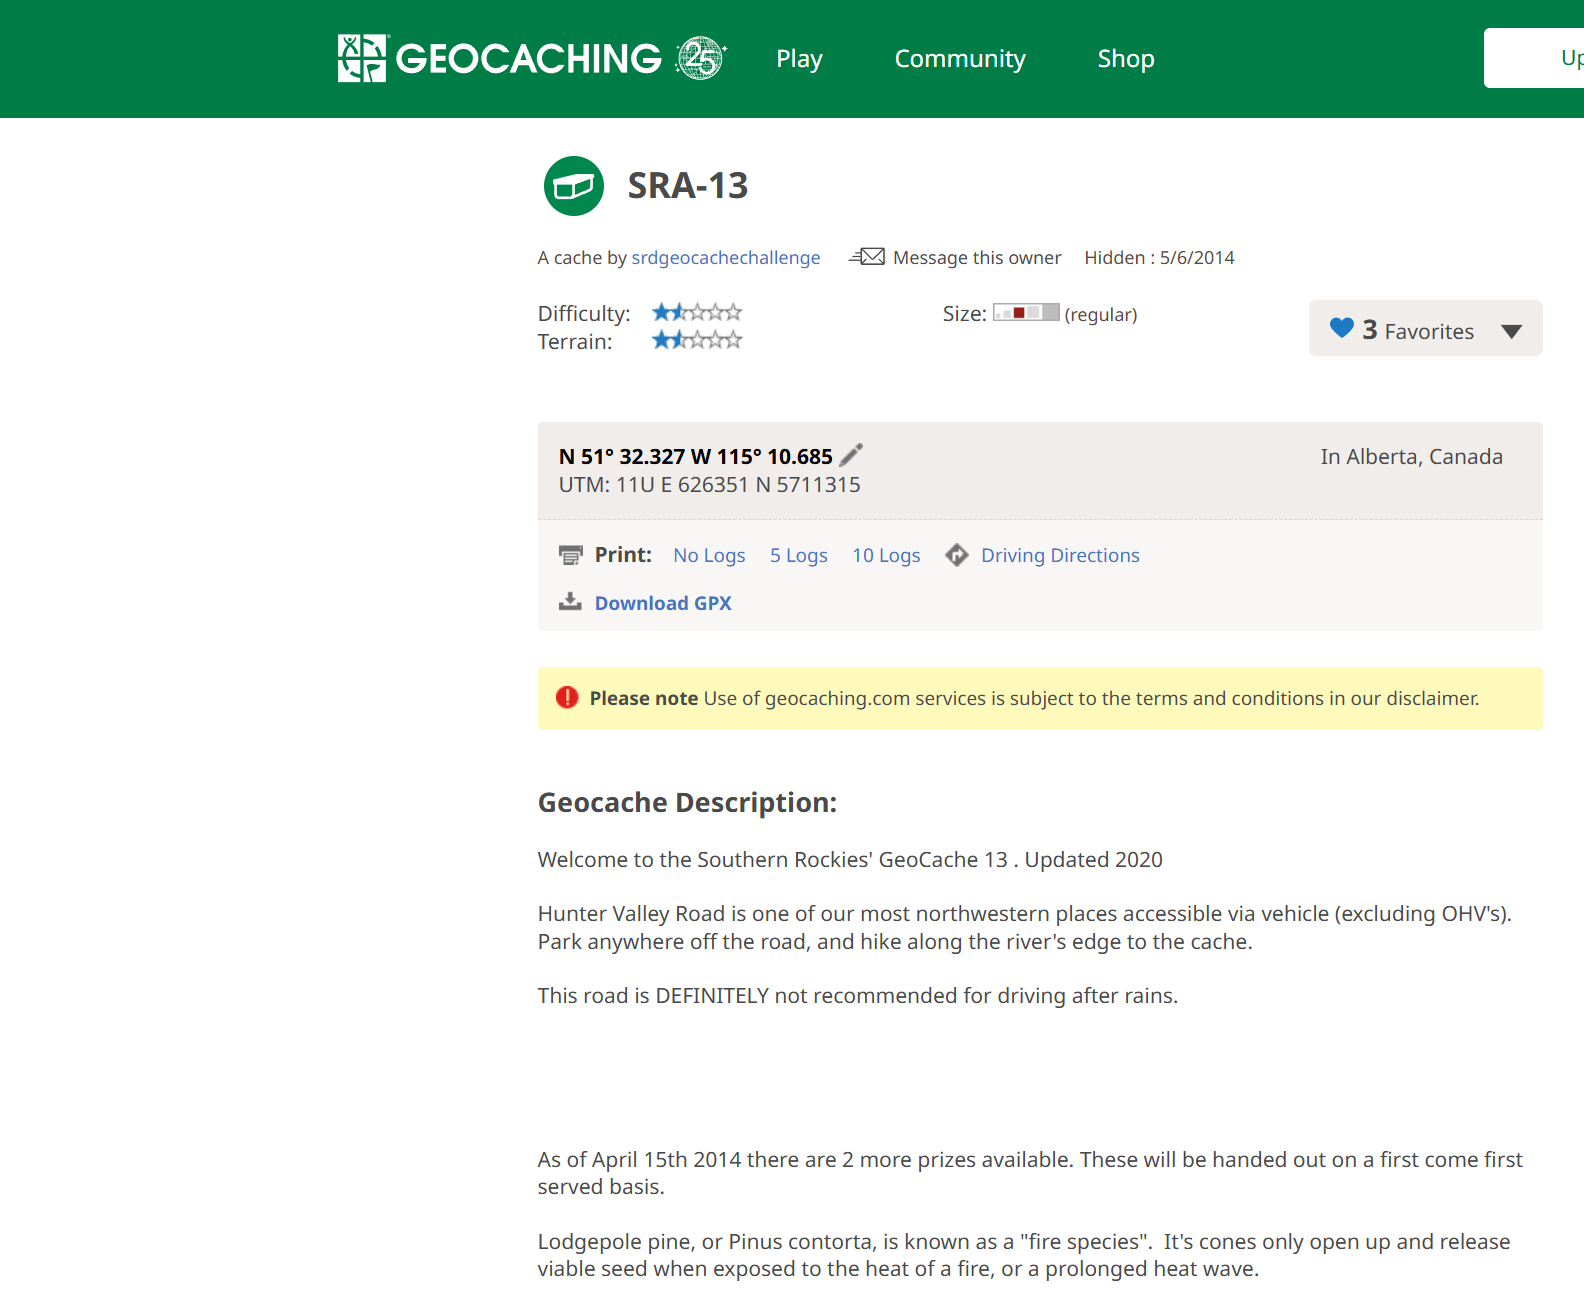 GEOCACHING 25 Play Community Shop Up
SRA-13
A cache by srdgeocachechallenge Message this owner Hidden : 5/6/2014
Difficulty: Size: (regular) 3 Favorites
Terrain:
N 51° 32.327 W 115° 10.685 In Alberta, Canada
UTM: 11U E 626351 N 5711315
Print: No Logs 5 Logs 10 Logs Driving Directions
Download GPX
Please note Use of geocaching.com services is subject to the terms and conditions in our disclaimer.
Geocache Description:
Welcome to the Southern Rockies' GeoCache 13 . Updated 2020
Hunter Valley Road is one of our most northwestern places accessible via vehicle (excluding OHV's).
Park anywhere off the road, and hike along the river's edge to the cache.
This road is DEFINITELY not recommended for driving after rains.
As of April 15th 2014 there are 2 more prizes available. These will be handed out on a first come first
served basis.
Lodgepole pine, or Pinus contorta, is known as a "fire species".  It's cones only open up and release
viable seed when exposed to the heat of a fire, or a prolonged heat wave.